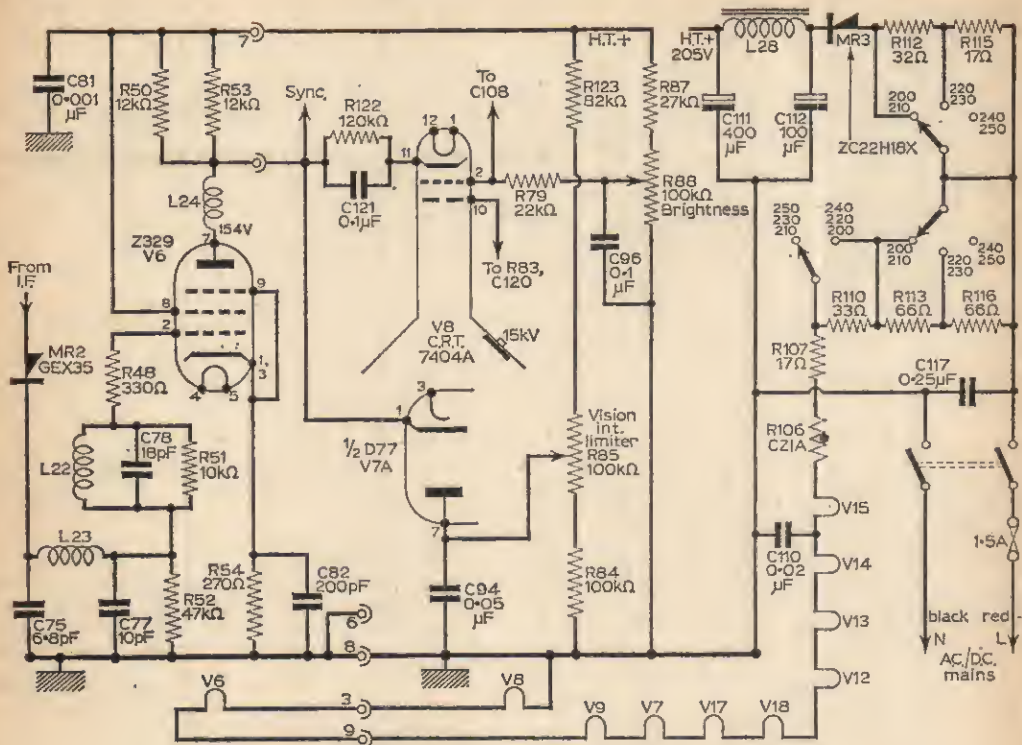 7
H.T.+
H.T.+
205V
L28
MR3
R112
32Ω
R115
17Ω
C81
0·001
μF
R50
12kΩ
R53
12kΩ
Sync.
R122
120kΩ
To
C108
R123
82kΩ
R87
27kΩ
C111
400
μF
C112
100
μF
200
210
220
230
240
250
ZC22H18X
12
1
11
2
10
C121
0·1μF
R79
22kΩ
R88
100kΩ
Brightness
L24
7
154V
Z329
V6
C96
0·1
μF
To R83,
C120
250
230
210
240
220
200
200
210
220
230
240
250
From
I.F.
8
2
9
1,
3
4
5
MR2
GEX35
R48
330Ω
V8
C.R.T.
7404A
15kV
R110
33Ω
R113
66Ω
R116
66Ω
R107
17Ω
C117
0·25μF
L22
C78
18pF
R51
10kΩ
3
1
½ D77
V7A
7
Vision
int.
limiter
R85
100kΩ
R106
CZ1A
V15
1·5A
L23
C75
6·8pF
C77
10pF
R52
47kΩ
R54
270Ω
C82
200pF
6
8
C94
0·05
μF
R84
100kΩ
C110
0·02
μF
V14
V13
V12
black
red
N
L
A.C./D.C.
mains
V6
3
V8
9
V9
V7
V17
V18